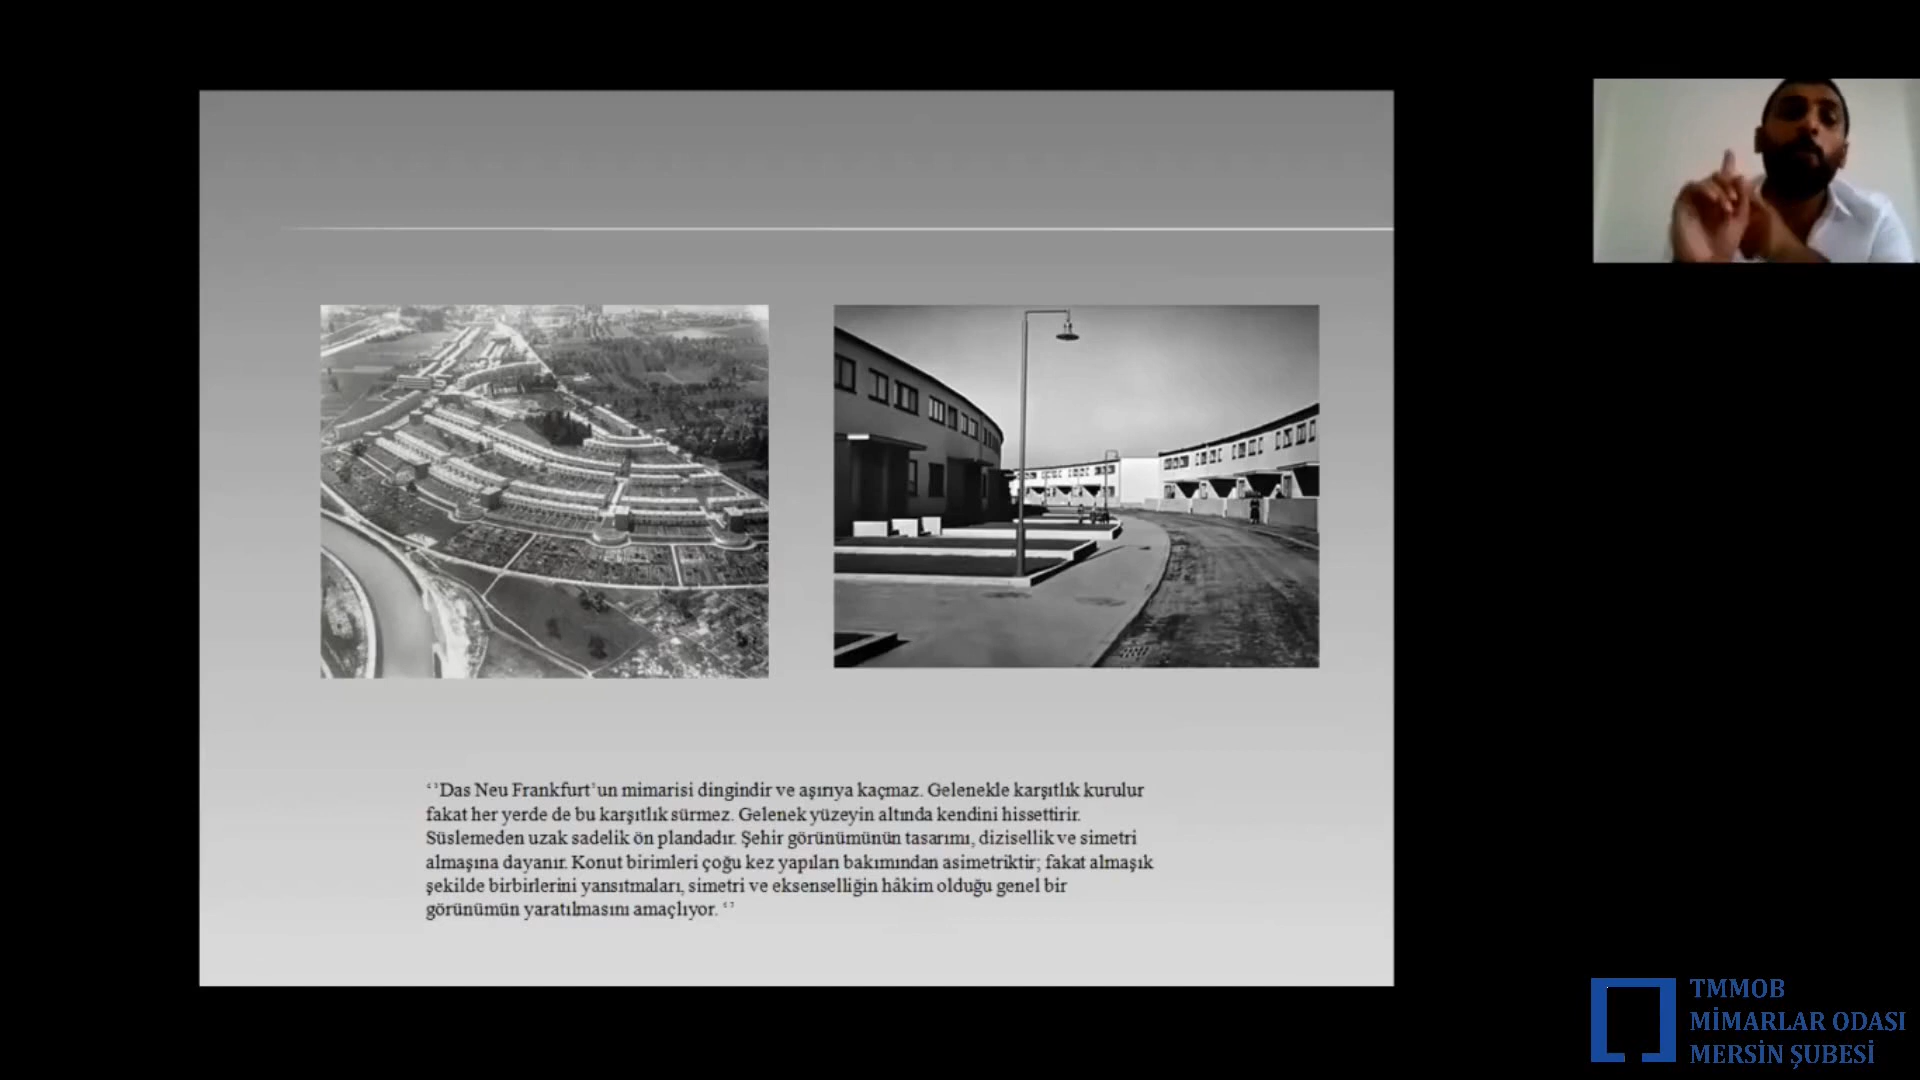 ‘’Das Neu Frankfurt’un mimarisi dingindir ve aşırıya kaçmaz. Gelenekle karşıtlık kurulur
fakat her yerde de bu karşıtlık sürmez. Gelenek yüzeyin altında kendini hissettirir.
Süslemeden uzak sadelik ön plandadır. Şehir görünümünün tasarımı, dizisellik ve simetri
almaşına dayanır. Konut birimleri çoğu kez yapıları bakımından asimetriktir; fakat almaşık
şekilde birbirlerini yansıtmaları, simetri ve eksenselliğin hâkim olduğu genel bir
görünümün yaratılmasını amaçlıyor. ‘’
TMMOB
MİMARLAR ODASI
MERSİN ŞUBESİ